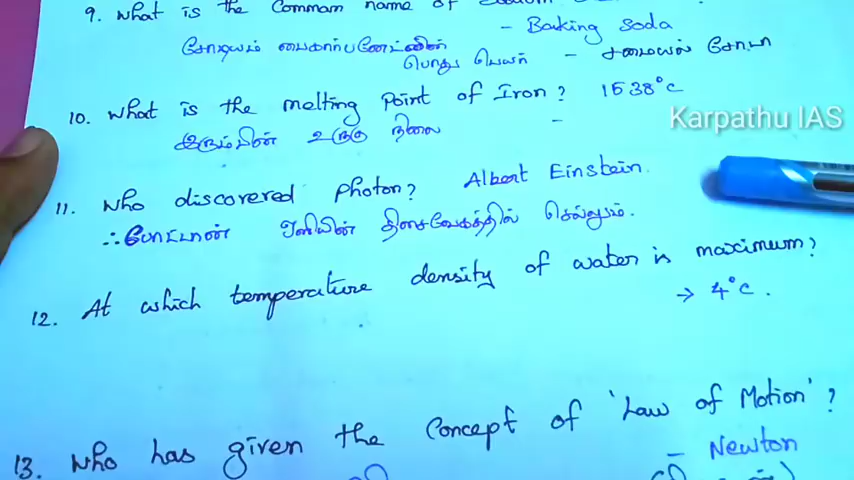 9. What is the Commam name of
- Baking Soda
சோடியம் பைகார்பனேட்டின்
பொது பெயர் - சமையல் சோடா
10. What is the melting Point of Iron? 1538°C
இரும்பின் உருகு நிலை -
Karpathu IAS
11. Who discovered photon? Albert Einstein.
ஃபோட்டான் ஒளியின் திசைவேகத்தில் செல்லும்.
12. At which temperature density of water is maximum?
→ 4°C.
13. Who has given the Concept of 'Law of Motion'?
- Newton